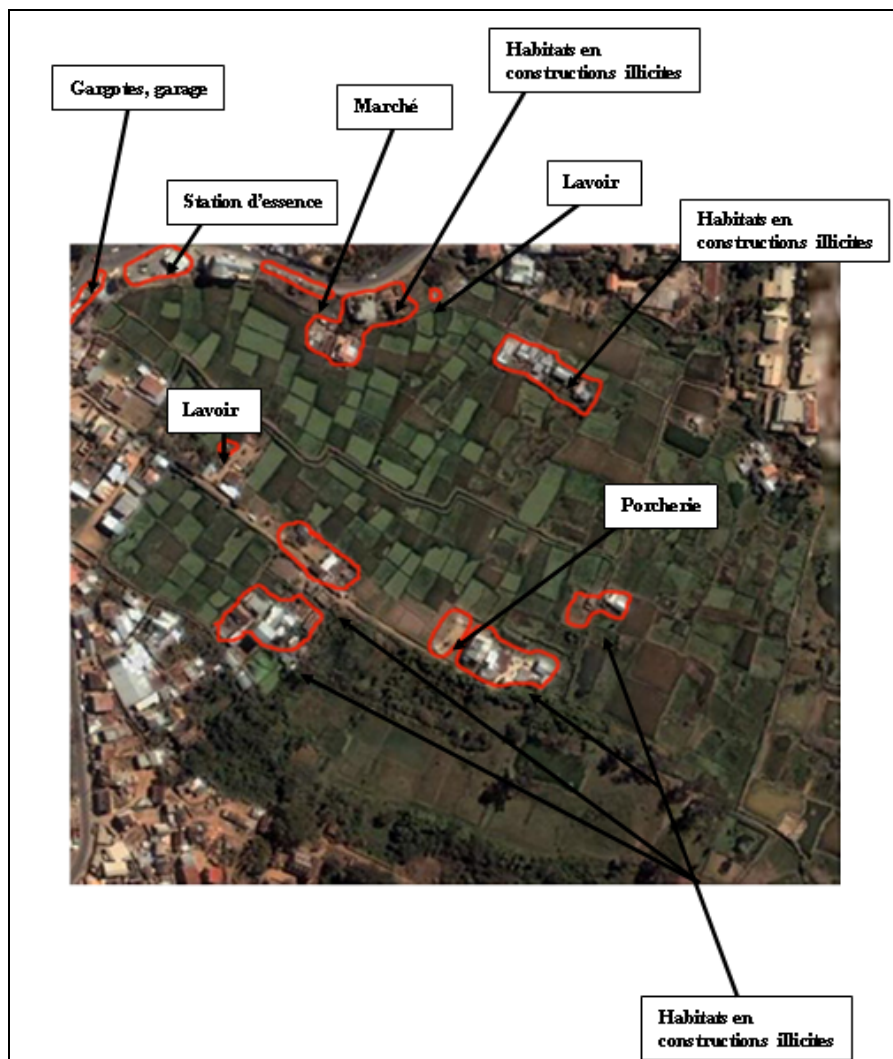 Habitats en
constructions illicites
Gargotes, garage
Marché
Station d'essence
Lavoir
Habitats en
constructions illicites
Lavoir
Porcherie
Habitats en
constructions illicites